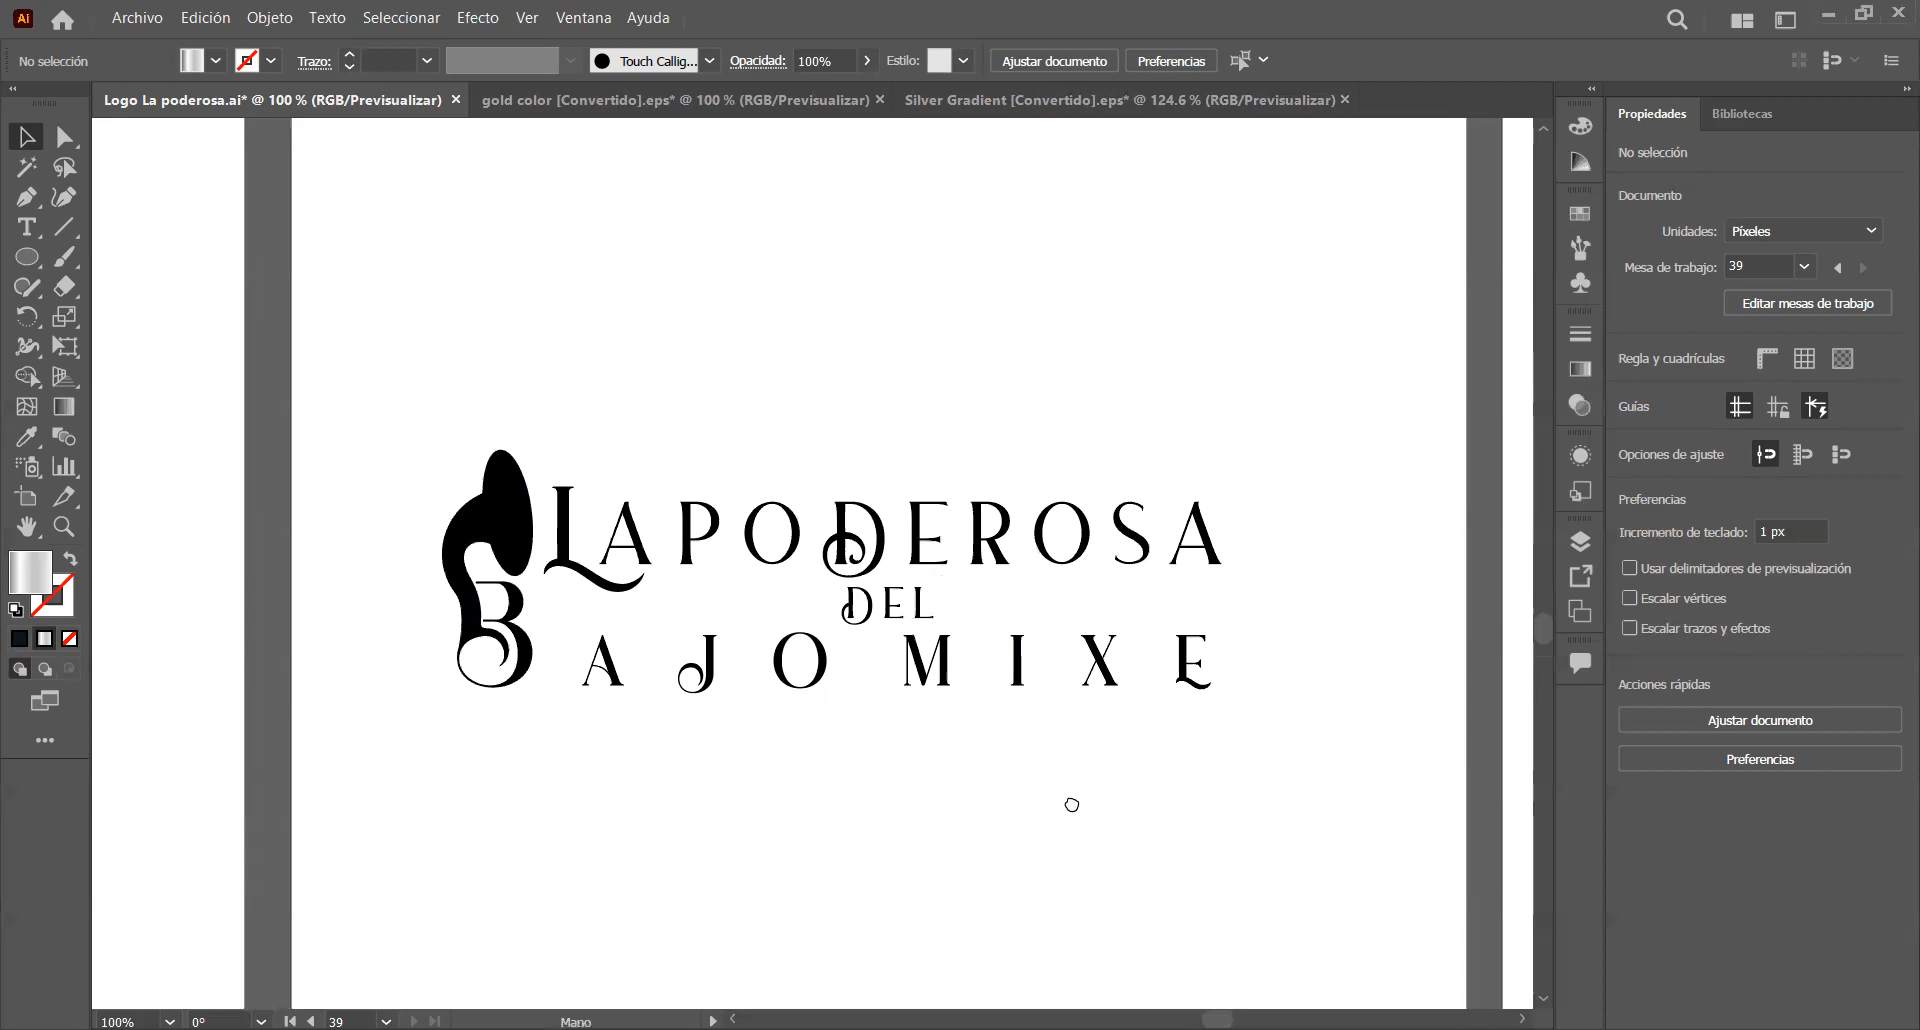 Ai Archivo Edición Objeto Texto Seleccionar Efecto Ver Ventana Ayuda
No selección Trazo: Touch Callig... Opacidad: 100% Estilo: Ajustar documento Preferencias
Logo La poderosa.ai* @ 100 % (RGB/Previsualizar) × gold color [Convertido].eps* @ 100 % (RGB/Previsualizar) × Silver Gradient [Convertido].eps* @ 124.6 % (RGB/Previsualizar) ×
LAPODEROSA
DEL
BAJO MIXE
Propiedades Bibliotecas
No selección
Documento
Unidades: Píxeles
Mesa de trabajo: 39
Editar mesas de trabajo
Regla y cuadrículas
Guías
Opciones de ajuste
Preferencias
Incremento de teclado: 1 px
Usar delimitadores de previsualización
Escalar vértices
Escalar trazos y efectos
Acciones rápidas
Ajustar documento
Preferencias
100% 0° 39 Mano